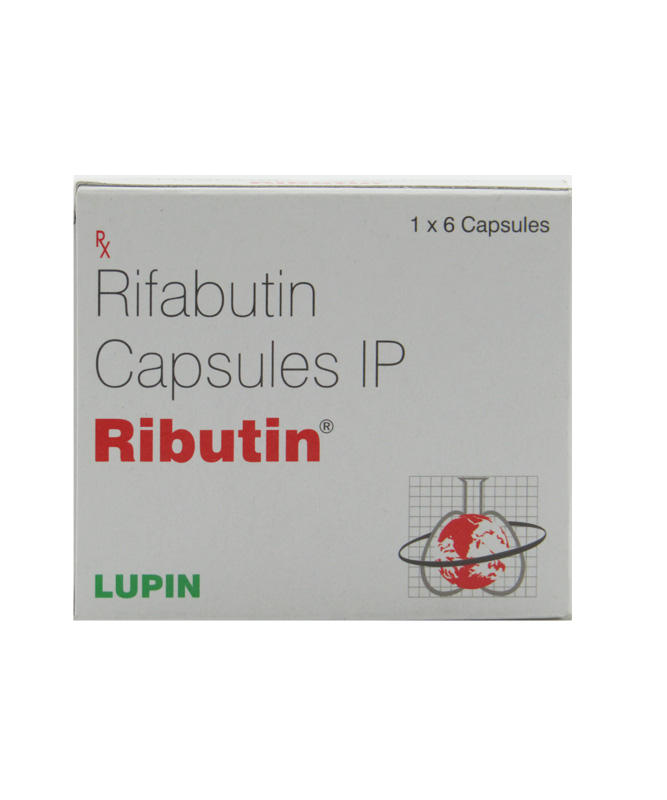 1 x 6 Capsules
Rx
Rifabutin
Capsules IP
Ributin®
LUPIN